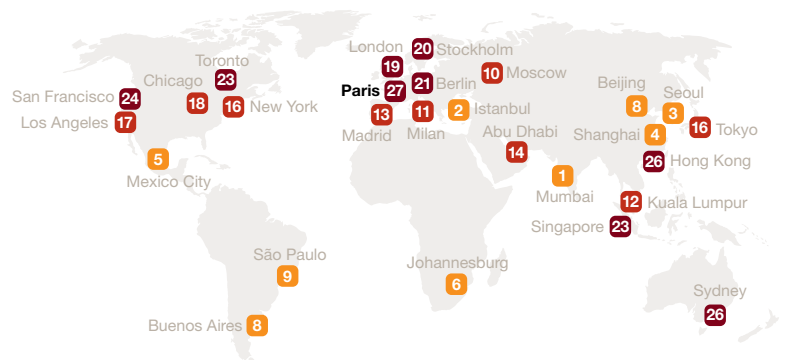 London
20 Stockholm
Toronto
19
23
Chicago
10 Moscow
Paris 27
21 Berlin
San Francisco 24
Beijing
Seoul
18
16 New York
8
3
Los Angeles 17
13
11
2 Istanbul
Madrid
Milan
Abu Dhabi
Shanghai 4
16 Tokyo
14
5
26 Hong Kong
Mexico City
1
Mumbai
12 Kuala Lumpur
Singapore 23
São Paulo
9
Johannesburg
6
Sydney
26
Buenos Aires 8